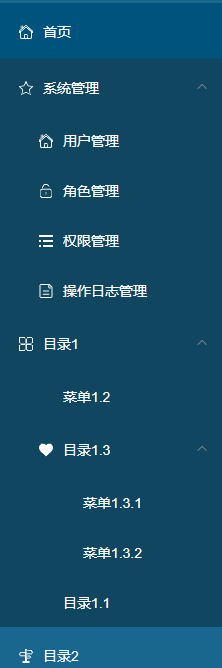 首页
系统管理
用户管理
角色管理
权限管理
操作日志管理
目录1
菜单1.2
目录1.3
菜单1.3.1
菜单1.3.2
目录1.1
目录2